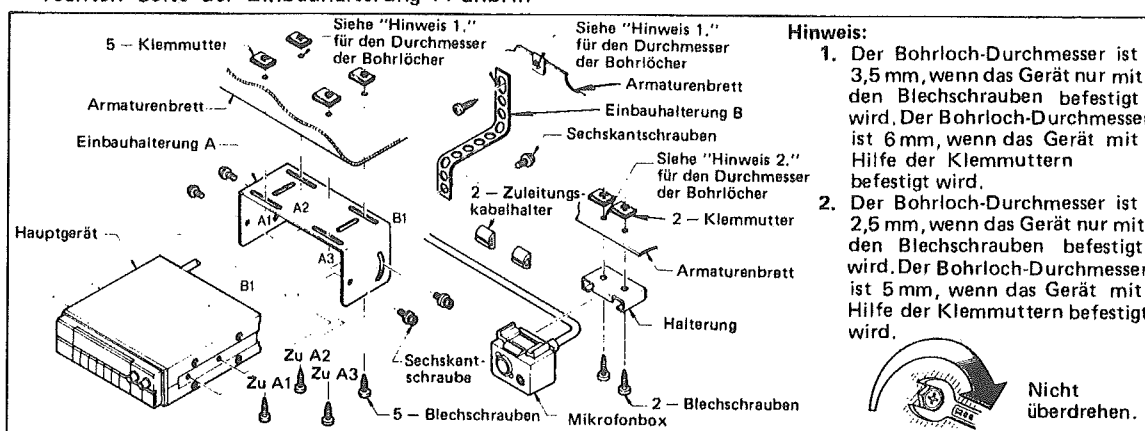 5 – Klemmutter
Siehe "Hinweis 1."
für den Durchmesser
der Bohrlöcher
Armaturenbrett
Einbauhalterung A
A1
A2
A3
B1
Hauptgerät
B1
Zu A1
Zu A2
Zu A3
5 – Blechschrauben
Sechskant-
schraube
Siehe "Hinweis 1."
für den Durchmesser
der Bohrlöcher
Armaturenbrett
Einbauhalterung B
Sechskantschrauben
Siehe "Hinweis 2."
für den Durchmesser
der Bohrlöcher
2 – Zuleitungs-
kabelhalter
2 – Klemmutter
Armaturenbrett
Halterung
2 – Blechschrauben
Mikrofonbox
Hinweis:
1. Der Bohrloch-Durchmesser ist
3,5 mm, wenn das Gerät nur mit
den Blechschrauben befestigt
wird. Der Bohrloch-Durchmesser
ist 6 mm, wenn das Gerät mit
Hilfe der Klemmuttern
befestigt wird.
2. Der Bohrloch-Durchmesser ist
2,5 mm, wenn das Gerät nur mit
den Blechschrauben befestigt
wird. Der Bohrloch-Durchmesser
ist 5 mm, wenn das Gerät mit
Hilfe der Klemmuttern befestigt
wird.
Nicht
überdrehen.